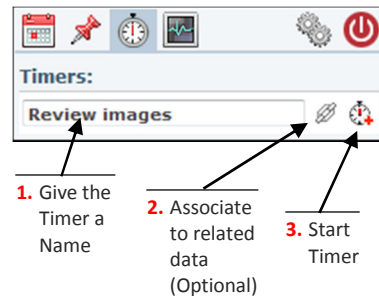 Timers:
Review images
1. Give the
Timer a
Name
2. Associate
to related
data
(Optional)
3. Start
Timer